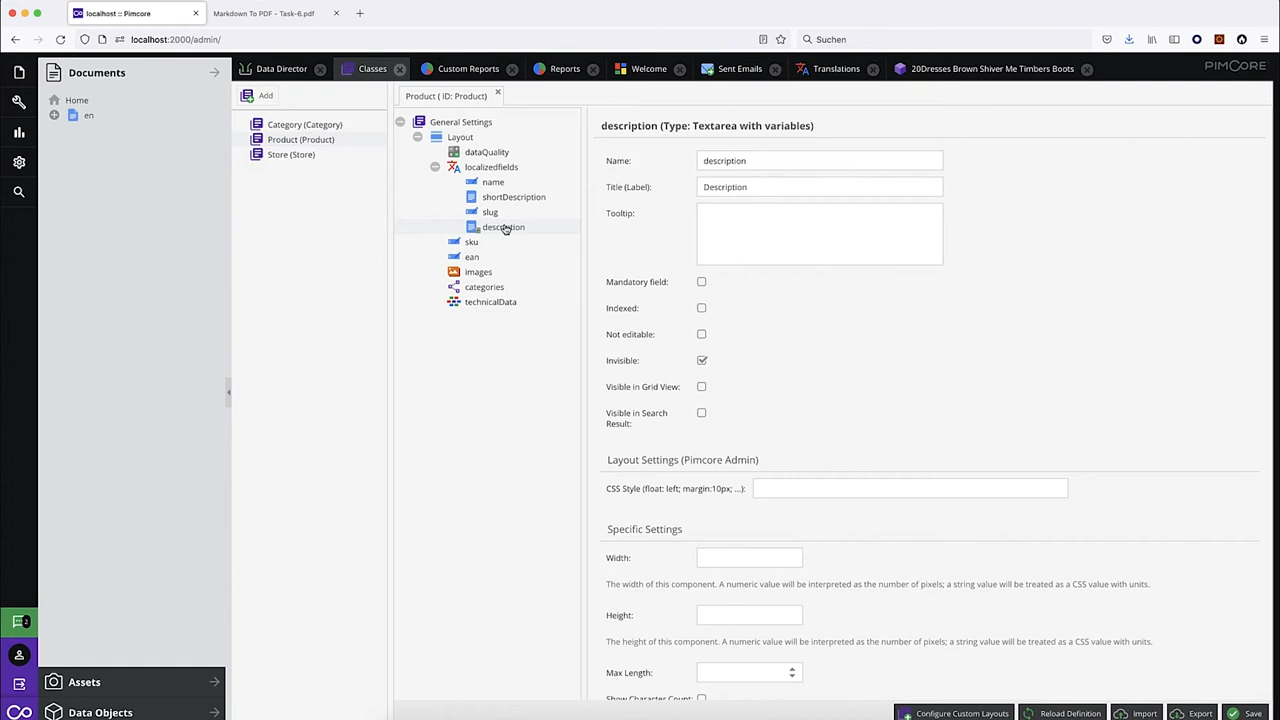 localhost :: Pimcore
Markdown To PDF - Task-6.pdf
localhost:2000/admin/
Suchen
Documents
Data Director
Classes
Custom Reports
Reports
Welcome
Sent Emails
Translations
20Dresses Brown Shiver Me Timbers Boots
PIMCORE
Home
en
Add
Category (Category)
Product (Product)
Store (Store)
Product ( ID: Product)
General Settings
Layout
dataQuality
localizedfields
name
shortDescription
slug
description
sku
ean
images
categories
technicalData
description (Type: Textarea with variables)
Name:
description
Title (Label):
Description
Tooltip:
Mandatory field:
Indexed:
Not editable:
Invisible:
Visible in Grid View:
Visible in Search
Result:
Layout Settings (Pimcore Admin)
CSS Style (float: left; margin:10px; ...):
Specific Settings
Width:
The width of this component. A numeric value will be interpreted as the number of pixels; a string value will be treated as a CSS value with units.
Height:
The height of this component. A numeric value will be interpreted as the number of pixels; a string value will be treated as a CSS value with units.
Max Length:
Show Character Count:
2
Assets
Data Objects
Configure Custom Layouts
Reload Definition
Import
Export
Save